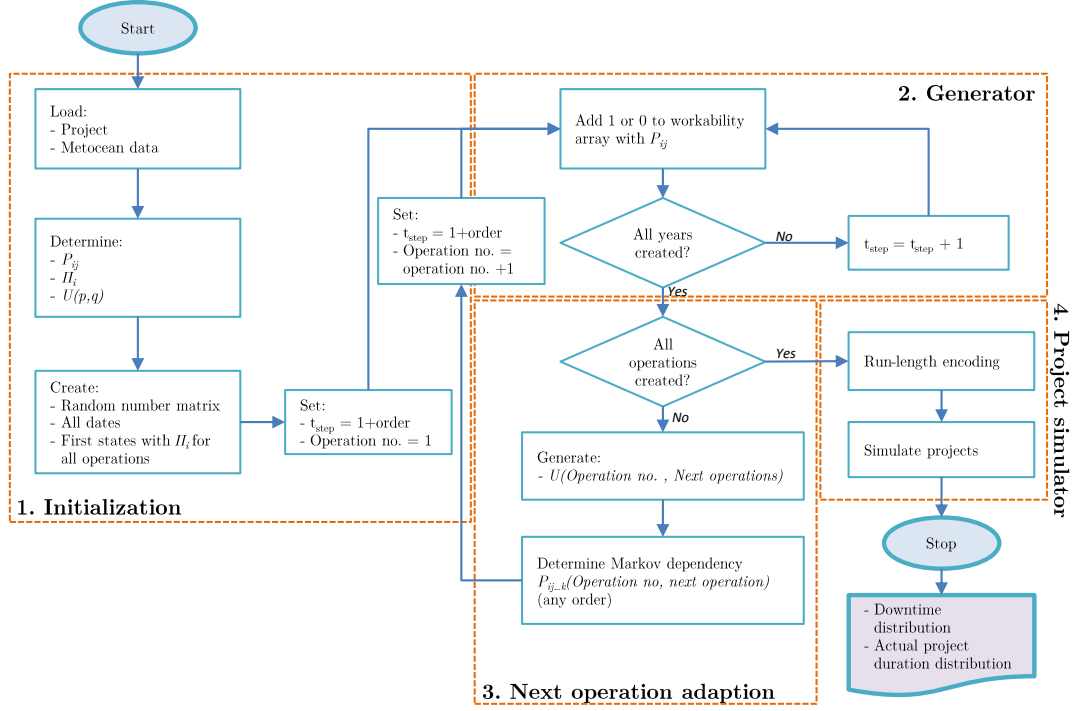 Start
Load:
- Project
- Metocean data
Determine:
- P_ij
- Π_i
- U(p,q)
Create:
- Random number matrix
- All dates
- First states with Π_i for
all operations
Set:
- t_step = 1+order
- Operation no. = 1
1. Initialization
Set:
- t_step = 1+order
- Operation no. =
operation no. +1
2. Generator
Add 1 or 0 to workability
array with P_ij
All years
created?
No
t_step = t_step + 1
Yes
All
operations
created?
Yes
No
Generate:
- U(Operation no. , Next operations)
Determine Markov dependency
P_ij_k(Operation no, next operation)
(any order)
3. Next operation adaption
4. Project simulator
Run-length encoding
Simulate projects
Stop
- Downtime
distribution
- Actual project
duration distribution